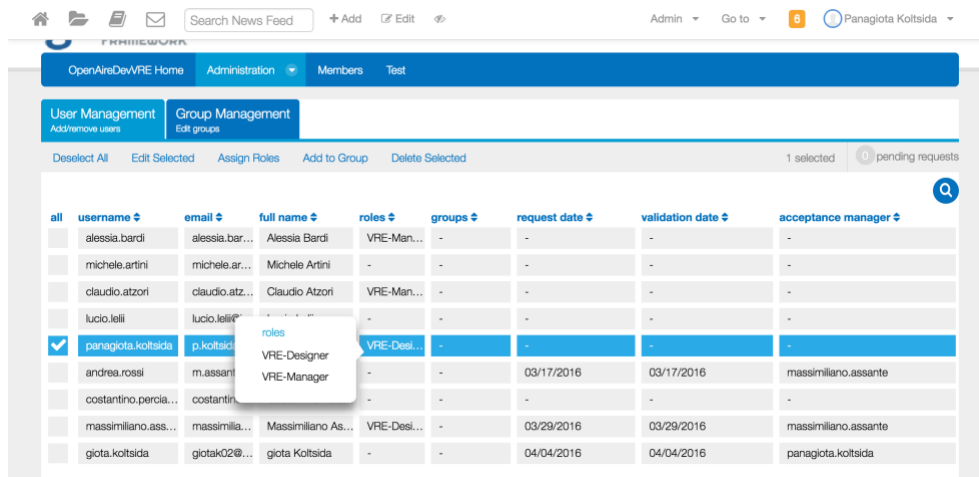 Search News Feed + Add Edit Admin Go to 6 Panagiota Koltsida
FRAMEWORK
OpenAireDevVRE Home Administration Members Test
User Management Group Management
Add/remove users Edit groups
Deselect All Edit Selected Assign Roles Add to Group Delete Selected 1 selected 0 pending requests
all username email full name roles groups request date validation date acceptance manager
alessia.bardi alessia.bar... Alessia Bardi VRE-Man... - - - -
michele.artini michele.ar... Michele Artini - - - - -
claudio.atzori claudio.atz... Claudio Atzori VRE-Man... - - - -
lucio.lelii lucio.lelii@ - - - - -
roles
panagiota.koltsida p.koltsid VRE-Desi... - - - -
VRE-Designer
andrea.rossi m.assant - - 03/17/2016 03/17/2016 massimiliano.assante
VRE-Manager
costantino.percia... costantin - - - - -
massimiliano.ass... massimilia... Massimiliano As... VRE-Desi... - 03/29/2016 03/29/2016 massimiliano.assante
giota.koltsida giotak02@... giota Koltsida - - 04/04/2016 04/04/2016 panagiota.koltsida